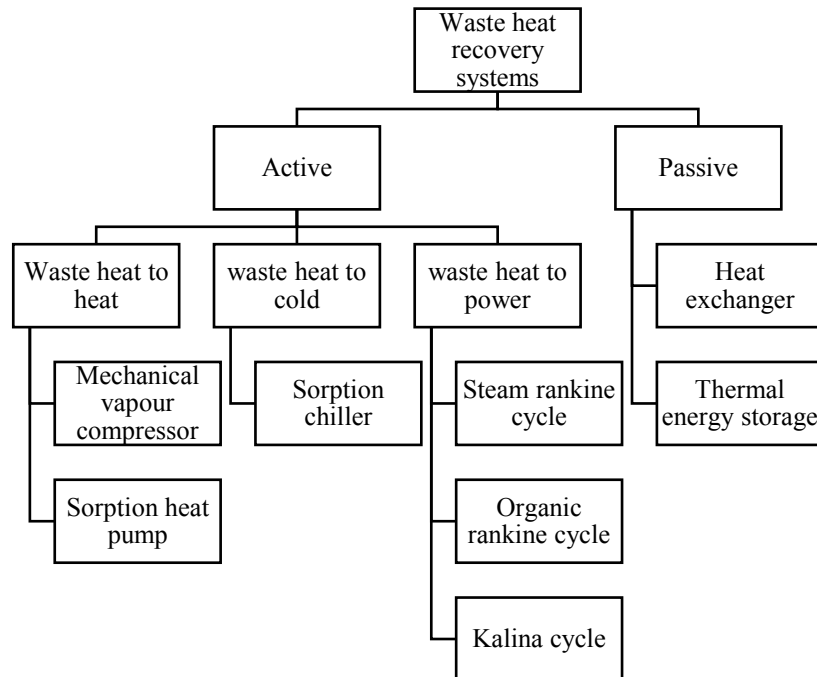 Waste heat
recovery
systems
Active
Passive
Waste heat to
heat
waste heat to
cold
waste heat to
power
Heat
exchanger
Mechanical
vapour
compressor
Sorption
chiller
Steam rankine
cycle
Thermal
energy storage
Sorption heat
pump
Organic
rankine cycle
Kalina cycle